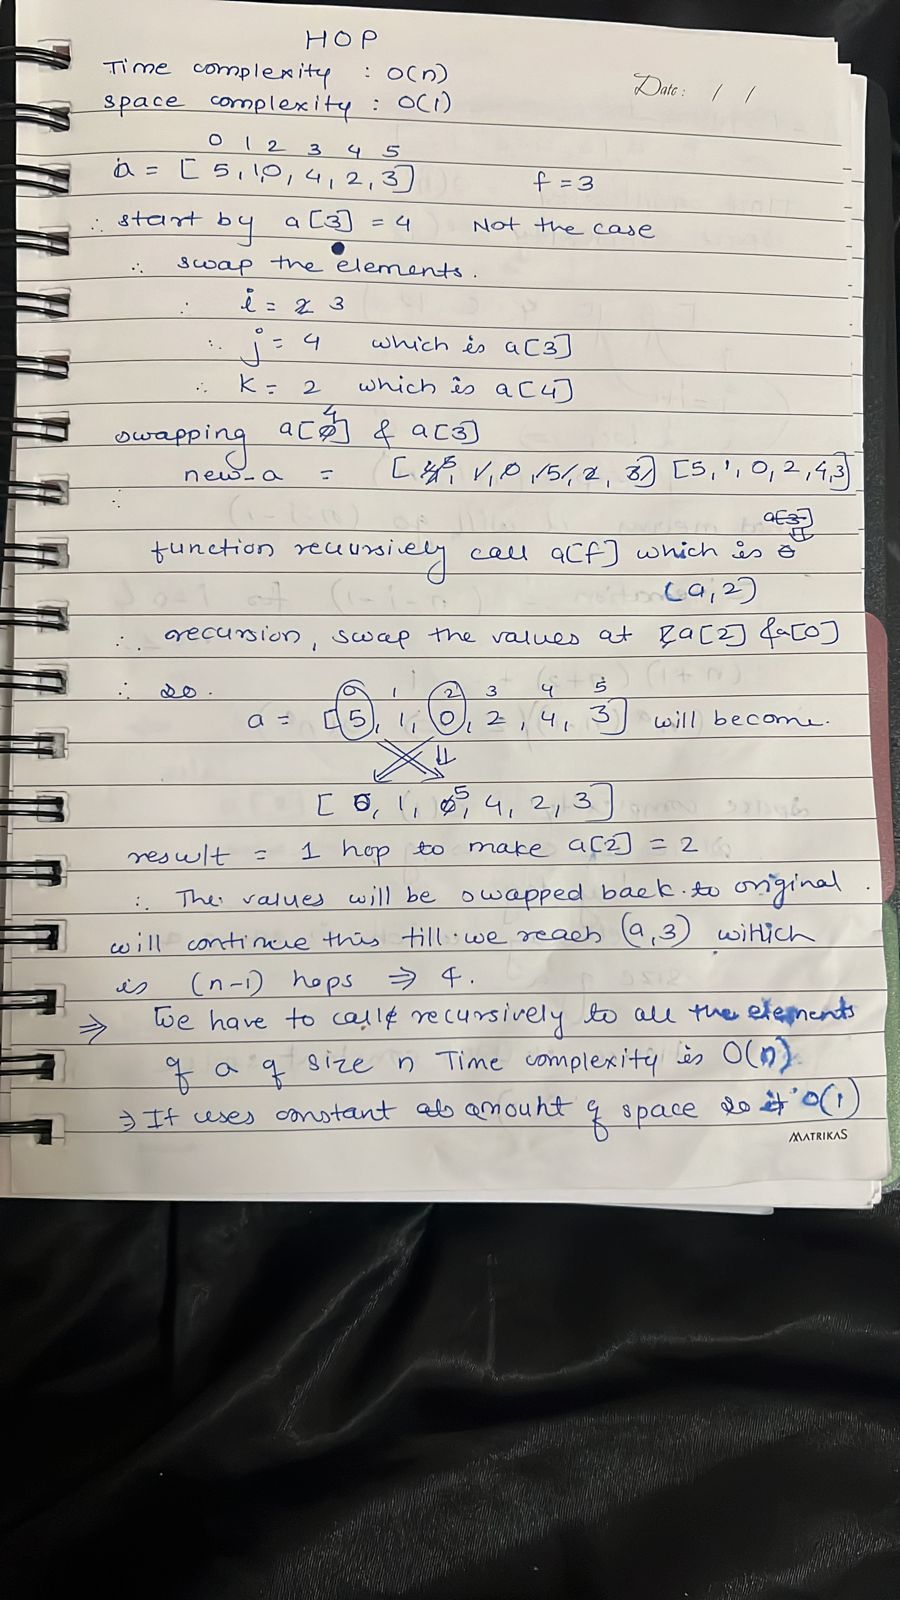 HOP
Time complexity : O(n)
Date: / /
space complexity : O(1)
0 1 2 3 4 5
a = [ 5, 1, 0, 4, 2, 3 ] f = 3
∴ start by a[3] = 4 Not the case
∴ swap the elements.
∴ i = 2 3
∴ j = 4 which is a[3]
∴ k = 2 which is a[4]
4
swapping a[0] & a[3]
new_a = [ 5, 1, 0, 5, 2, 3 ] [5, 1, 0, 2, 4, 3]
∴
a[3]
function recursively call a[f] which is
(a, 2)
∴ recursion, swap the values at a[2] & a[0]
∴ so. 0 1 2 3 4 5
a = [ 5, 1, 0, 2, 4, 3 ] will become.
[ 0, 1, 0 5, 4, 2, 3 ]
result = 1 hop to make a[2] = 2
∴ The values will be swapped back to original.
will continue this till we reach (a, 3) which
is (n-1) hops ⇒ 4.
⇒ We have to call recursively to all the elements
of a of size n Time complexity is O(n)
⇒ It uses constant amount of space so it O(1)
MATRIKAS